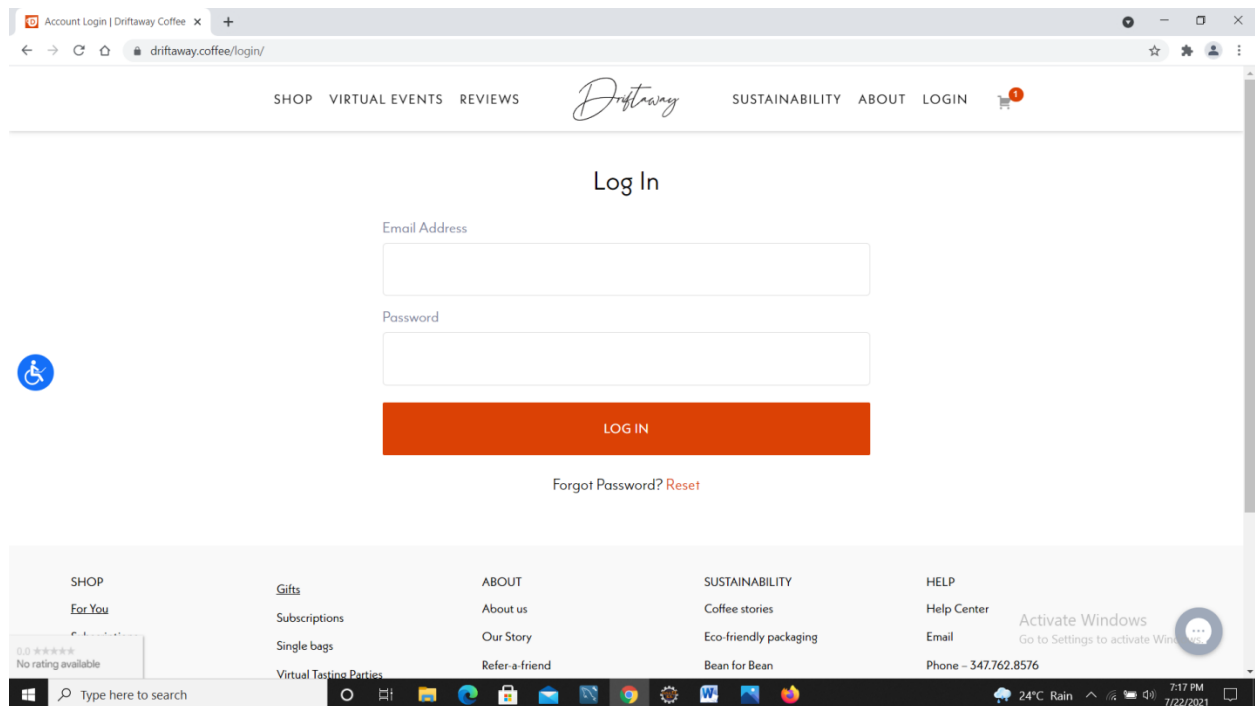 Account Login | Driftaway Coffee
driftaway.coffee/login/
SHOP VIRTUAL EVENTS REVIEWS Driftaway SUSTAINABILITY ABOUT LOGIN 1
Log In
Email Address
Password
LOG IN
Forgot Password? Reset
SHOP Gifts ABOUT SUSTAINABILITY HELP
For You Subscriptions About us Coffee stories Help Center
Single bags Our Story Eco-friendly packaging Email
Virtual Tasting Parties Refer-a-friend Bean for Bean Phone – 347.762.8576
0.0
No rating available
Activate Windows
Go to Settings to activate
Type here to search
24°C Rain
7:17 PM
7/22/2021